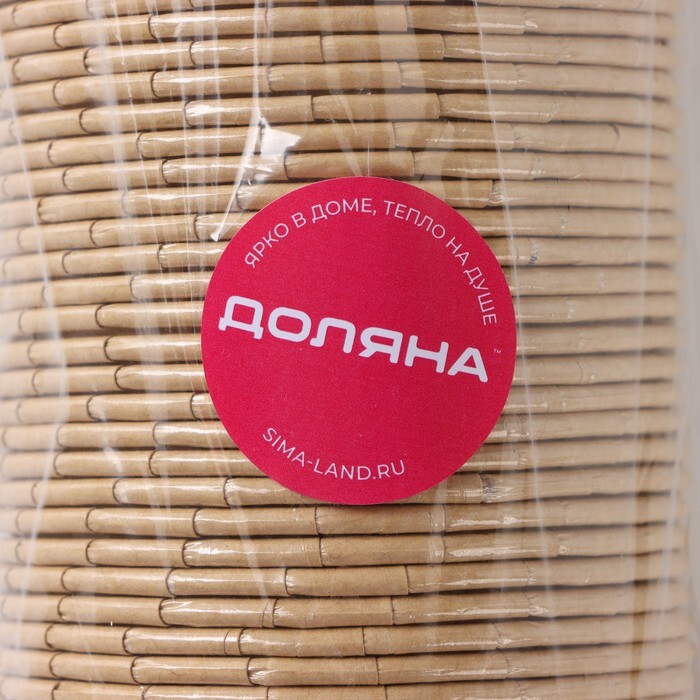 ЯРКО В ДОМЕ, ТЕПЛО НА ДУШЕ
ДОЛЯНА™
SIMA-LAND.RU